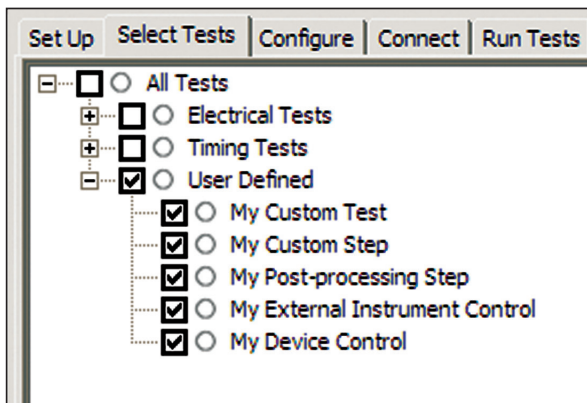 Set Up Select Tests Configure Connect Run Tests
All Tests
Electrical Tests
Timing Tests
User Defined
My Custom Test
My Custom Step
My Post-processing Step
My External Instrument Control
My Device Control